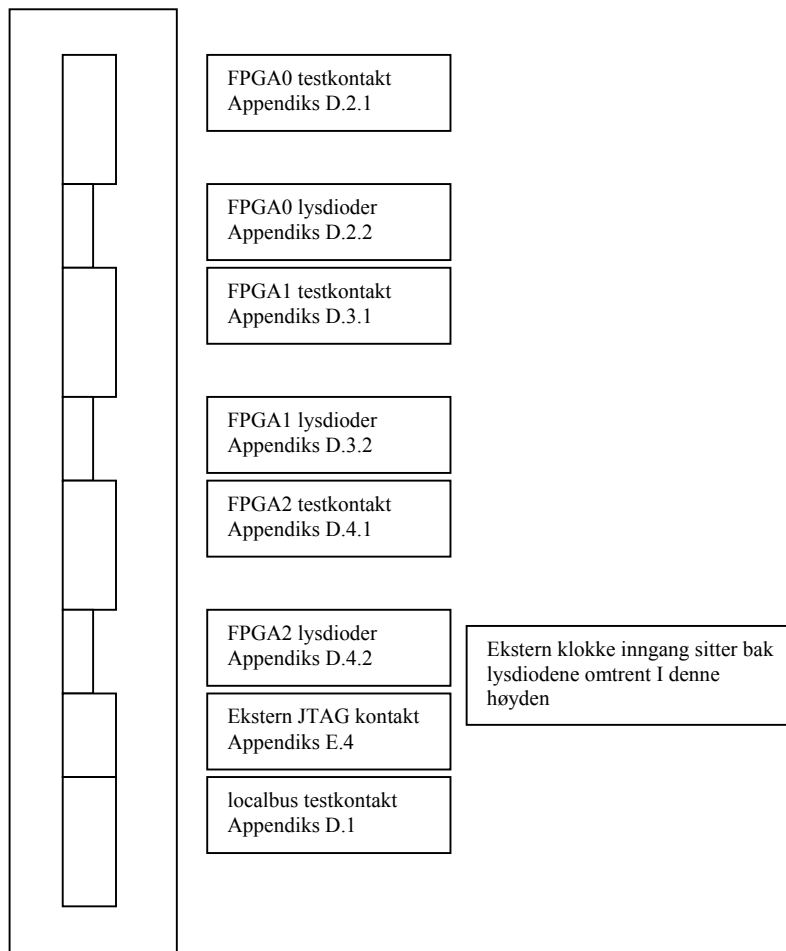 FPGA0 testkontakt
Appendiks D.2.1
FPGA0 lysdioder
Appendiks D.2.2
FPGA1 testkontakt
Appendiks D.3.1
FPGA1 lysdioder
Appendiks D.3.2
FPGA2 testkontakt
Appendiks D.4.1
FPGA2 lysdioder
Appendiks D.4.2
Ekstern klokke inngang sitter bak
lysdiodene omtrent I denne
høyden
Ekstern JTAG kontakt
Appendiks E.4
localbus testkontakt
Appendiks D.1